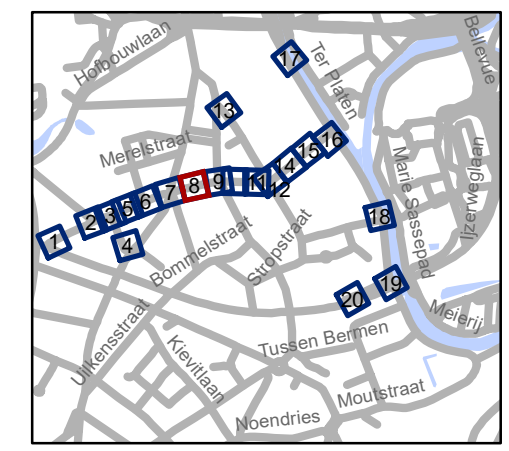 Hofbouwlaan
Ter Platen
Bellevue
17
13
Merelstraat
16
15
14
Marie Sassepad
Ijzerweglaan
12
11
9
8
7
6
5
3
2
1
4
18
Bommelstraat
Stropstraat
19
20
Meierij
Uilkensstraat
Kievitlaan
Tussen Bermen
Moutstraat
Noendries